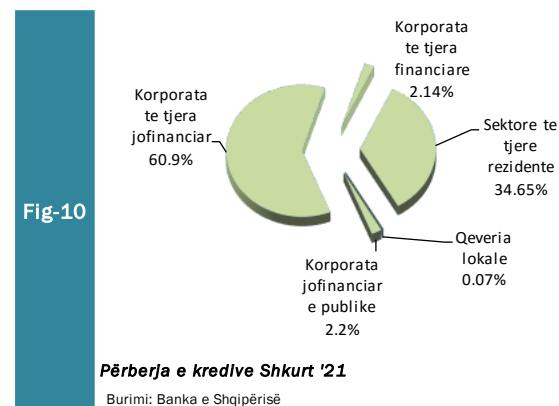 Fig-10
Korporata
te tjera
financiare
2.14%
Korporata
te tjera
jofinanciar
60.9%
Sektore te
tjere
rezidente
34.65%
Qeveria
lokale
0.07%
Korporata
jofinanciar
e publike
2.2%
Përberja e kredive Shkurt '21
Burimi: Banka e Shqipërisë